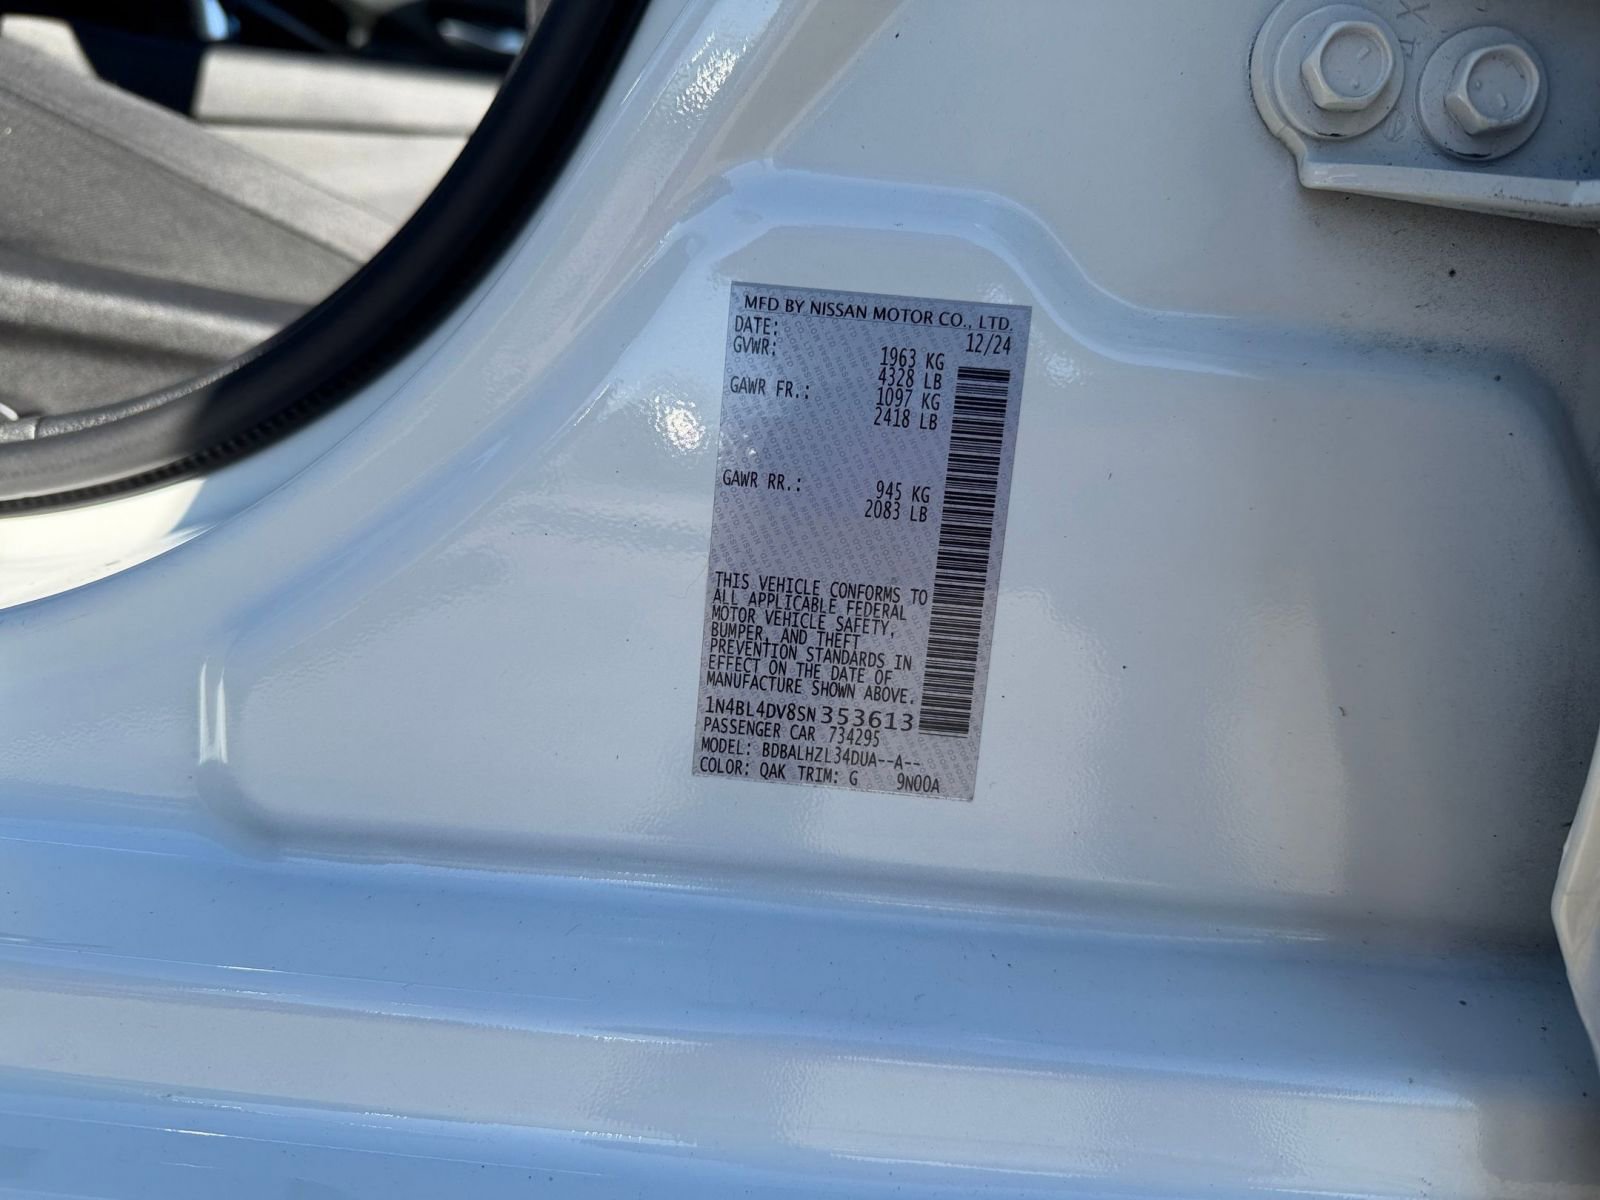 MFD BY NISSAN MOTOR CO., LTD.
DATE: 12/24
GVWR: 1963 KG
4328 LB
GAWR FR.: 1097 KG
2418 LB
GAWR RR.: 945 KG
2083 LB
THIS VEHICLE CONFORMS TO
ALL APPLICABLE FEDERAL
MOTOR VEHICLE SAFETY,
BUMPER, AND THEFT
PREVENTION STANDARDS IN
EFFECT ON THE DATE OF
MANUFACTURE SHOWN ABOVE.
1N4BL4DV8SN353613
PASSENGER CAR 734295
MODEL: BDBALHZL34DUA--A--
COLOR: QAK TRIM: G 9N00A